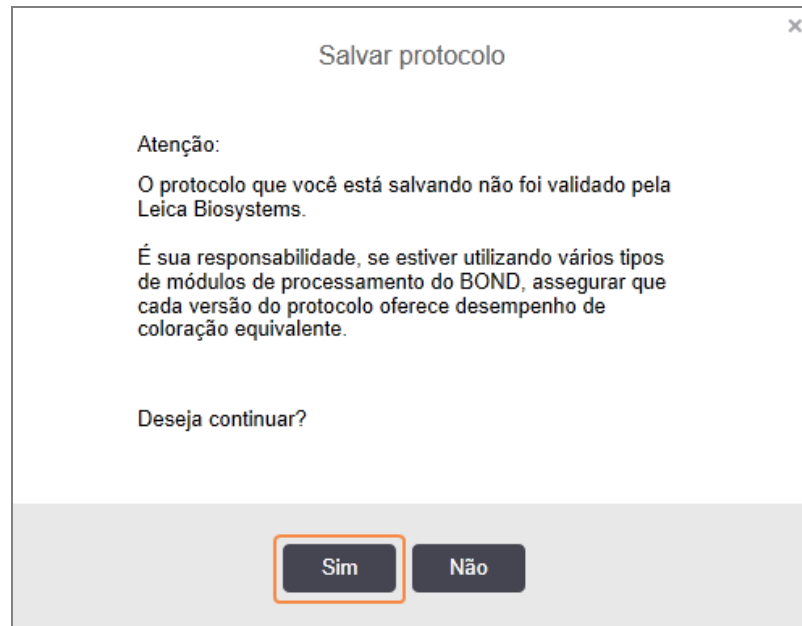 Salvar protocolo
Atenção:
O protocolo que você está salvando não foi validado pela
Leica Biosystems.
É sua responsabilidade, se estiver utilizando vários tipos
de módulos de processamento do BOND, assegurar que
cada versão do protocolo oferece desempenho de
coloração equivalente.
Deseja continuar?
Sim Não